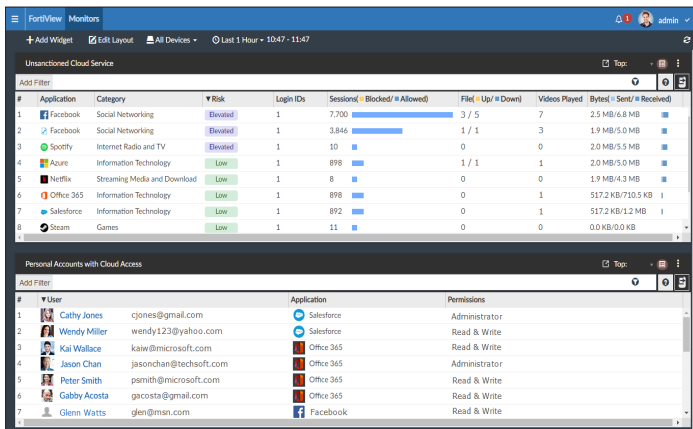 FortiView Monitors 1 admin
Add Widget Edit Layout All Devices Last 1 Hour 10:47 - 11:47
Unsanctioned Cloud Service Top:
Add Filter
# Application Category Risk Login IDs Sessions( Blocked/ Allowed) File( Up/ Down) Videos Played Bytes( Sent/ Received)
1 Facebook Social Networking Elevated 1 7,700 3 / 5 7 2.5 MB/6.8 MB
2 Facebook Social Networking Elevated 1 3,846 1 / 1 3 1.9 MB/5.0 MB
3 Spotify Internet Radio and TV Elevated 1 10 0 0 2.0 MB/5.5 MB
4 Azure Information Technology Low 1 898 1 / 1 1 2.0 MB/5.0 MB
5 Netflix Streaming Media and Download Low 1 8 0 1 1.9 MB/4.3 MB
6 Office 365 Information Technology Low 1 898 0 1 517.2 KB/710.5 KB
7 Salesforce Information Technology Low 1 892 0 1 517.2 KB/1.2 MB
8 Steam Games Low 1 11 0 0 0.0 KB/0.0 KB
Personal Accounts with Cloud Access Top:
Add Filter
# User Application Permissions
1 Cathy Jones cjones@gmail.com Salesforce Administrator
2 Wendy Miller wendy123@yahoo.com Salesforce Read & Write
3 Kai Wallace kaiw@microsoft.com Office 365 Read & Write
4 Jason Chan jasonchan@techsoft.com Office 365 Administrator
5 Peter Smith psmith@microsoft.com Office 365 Read & Write
6 Gabby Acosta gacosta@gmail.com Office 365 Read & Write
7 Glenn Watts glen@msn.com Facebook Read & Write